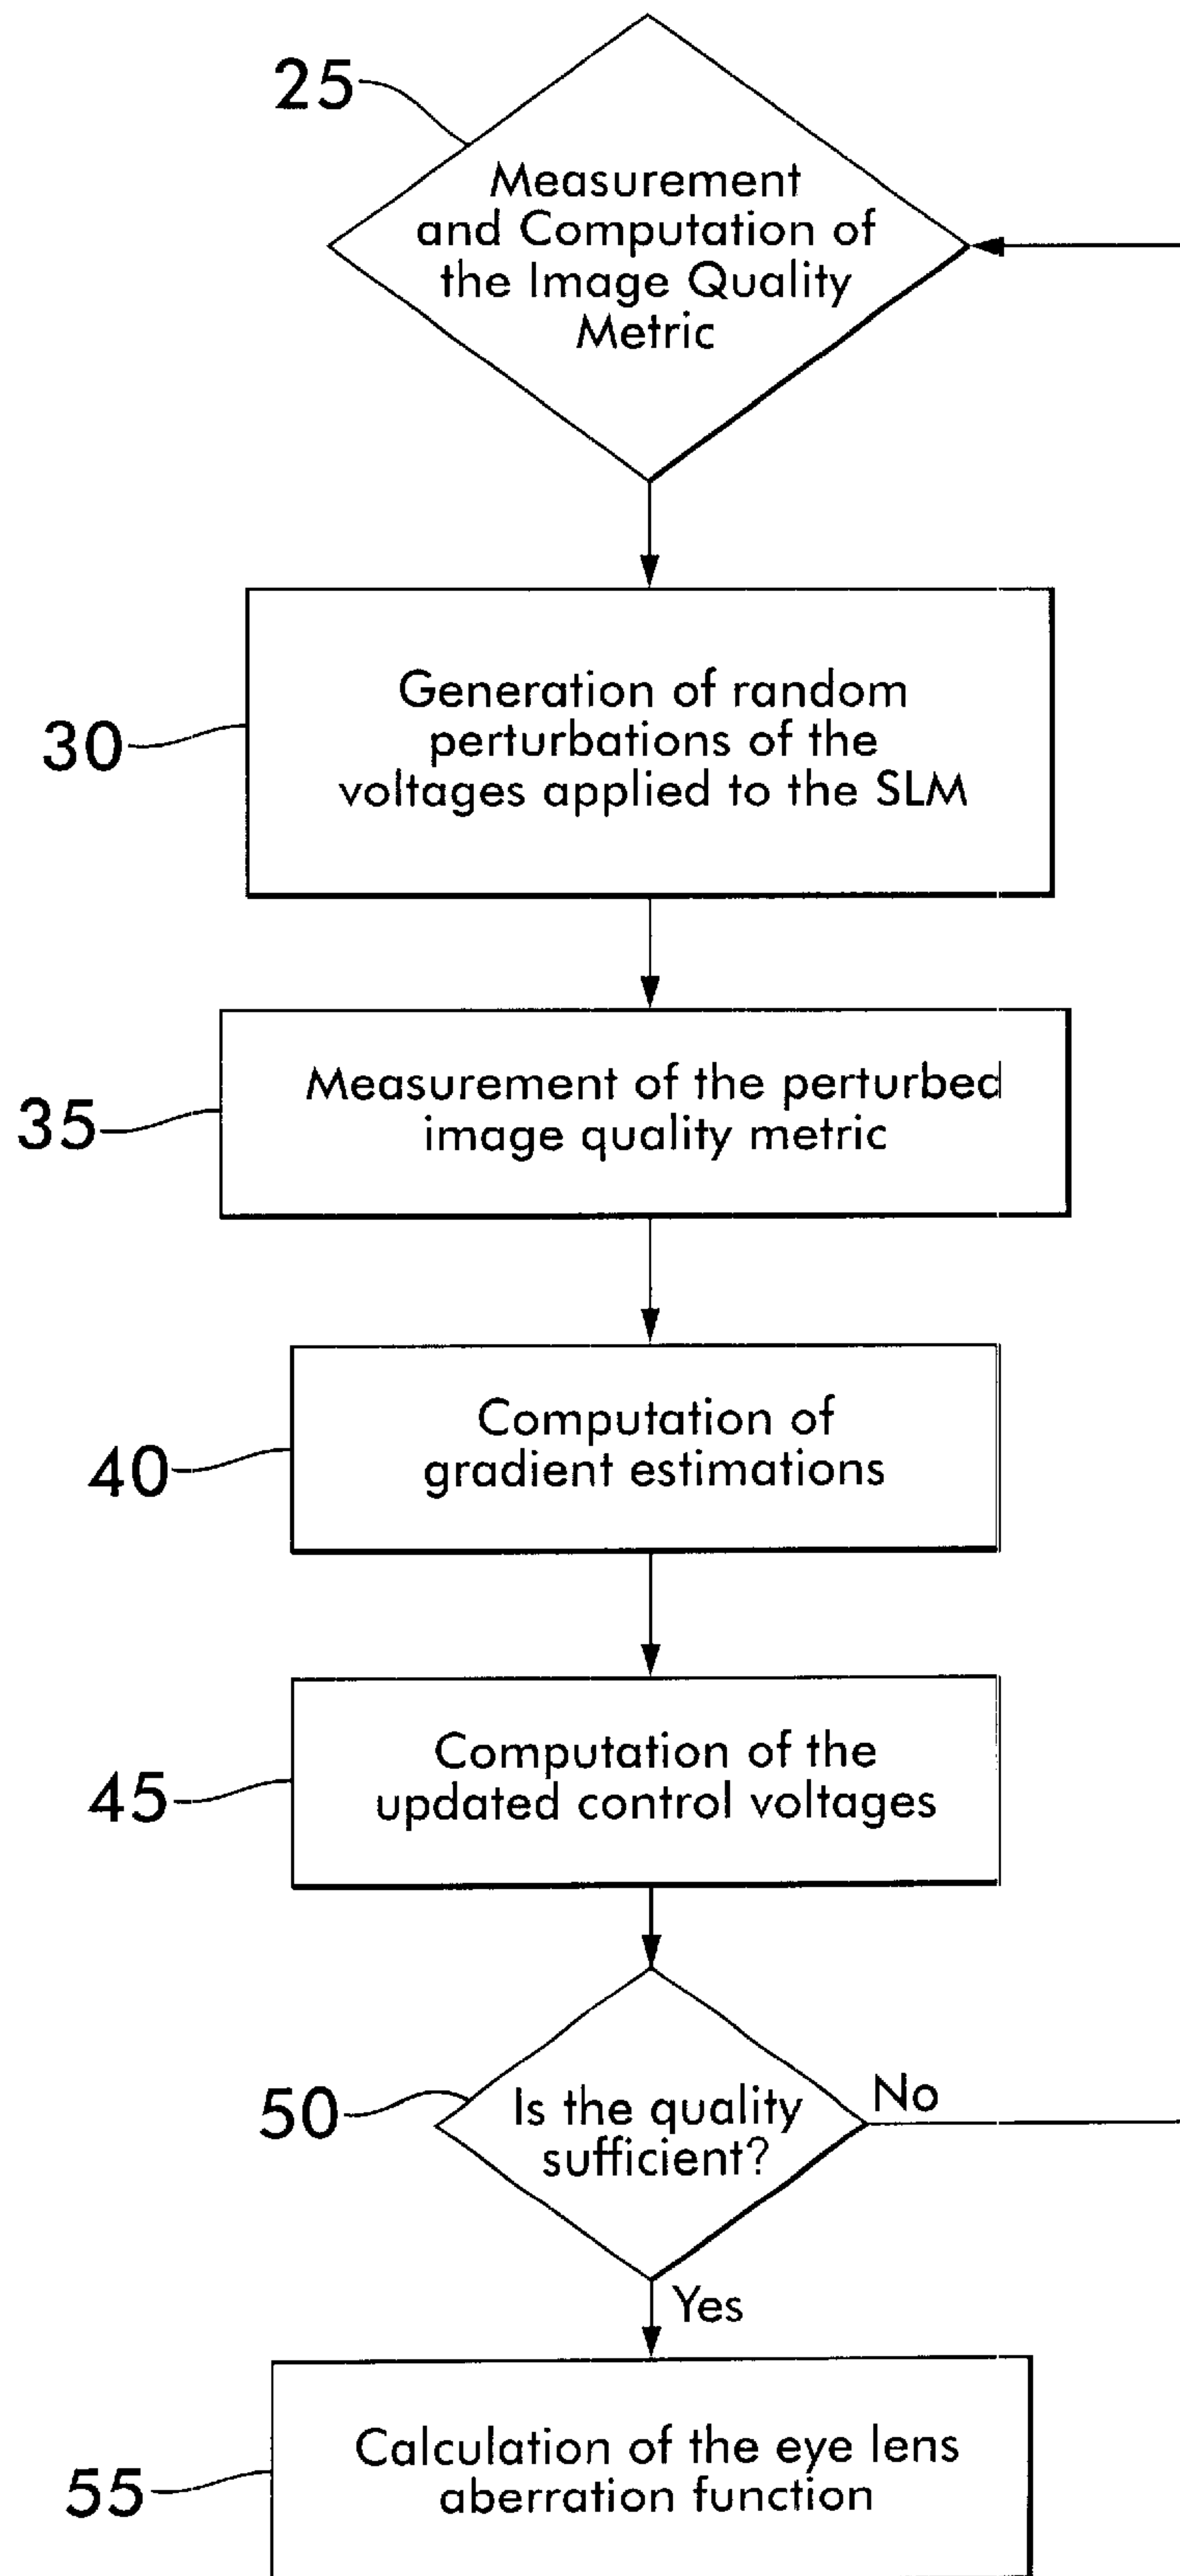 25
Measurement
and Computation of
the Image Quality
Metric
30
Generation of random
perturbations of the
voltages applied to the SLM
35
Measurement of the perturbed
image quality metric
40
Computation of
gradient estimations
45
Computation of the
updated control voltages
50
Is the quality
sufficient?
No
Yes
55
Calculation of the eye lens
aberration function